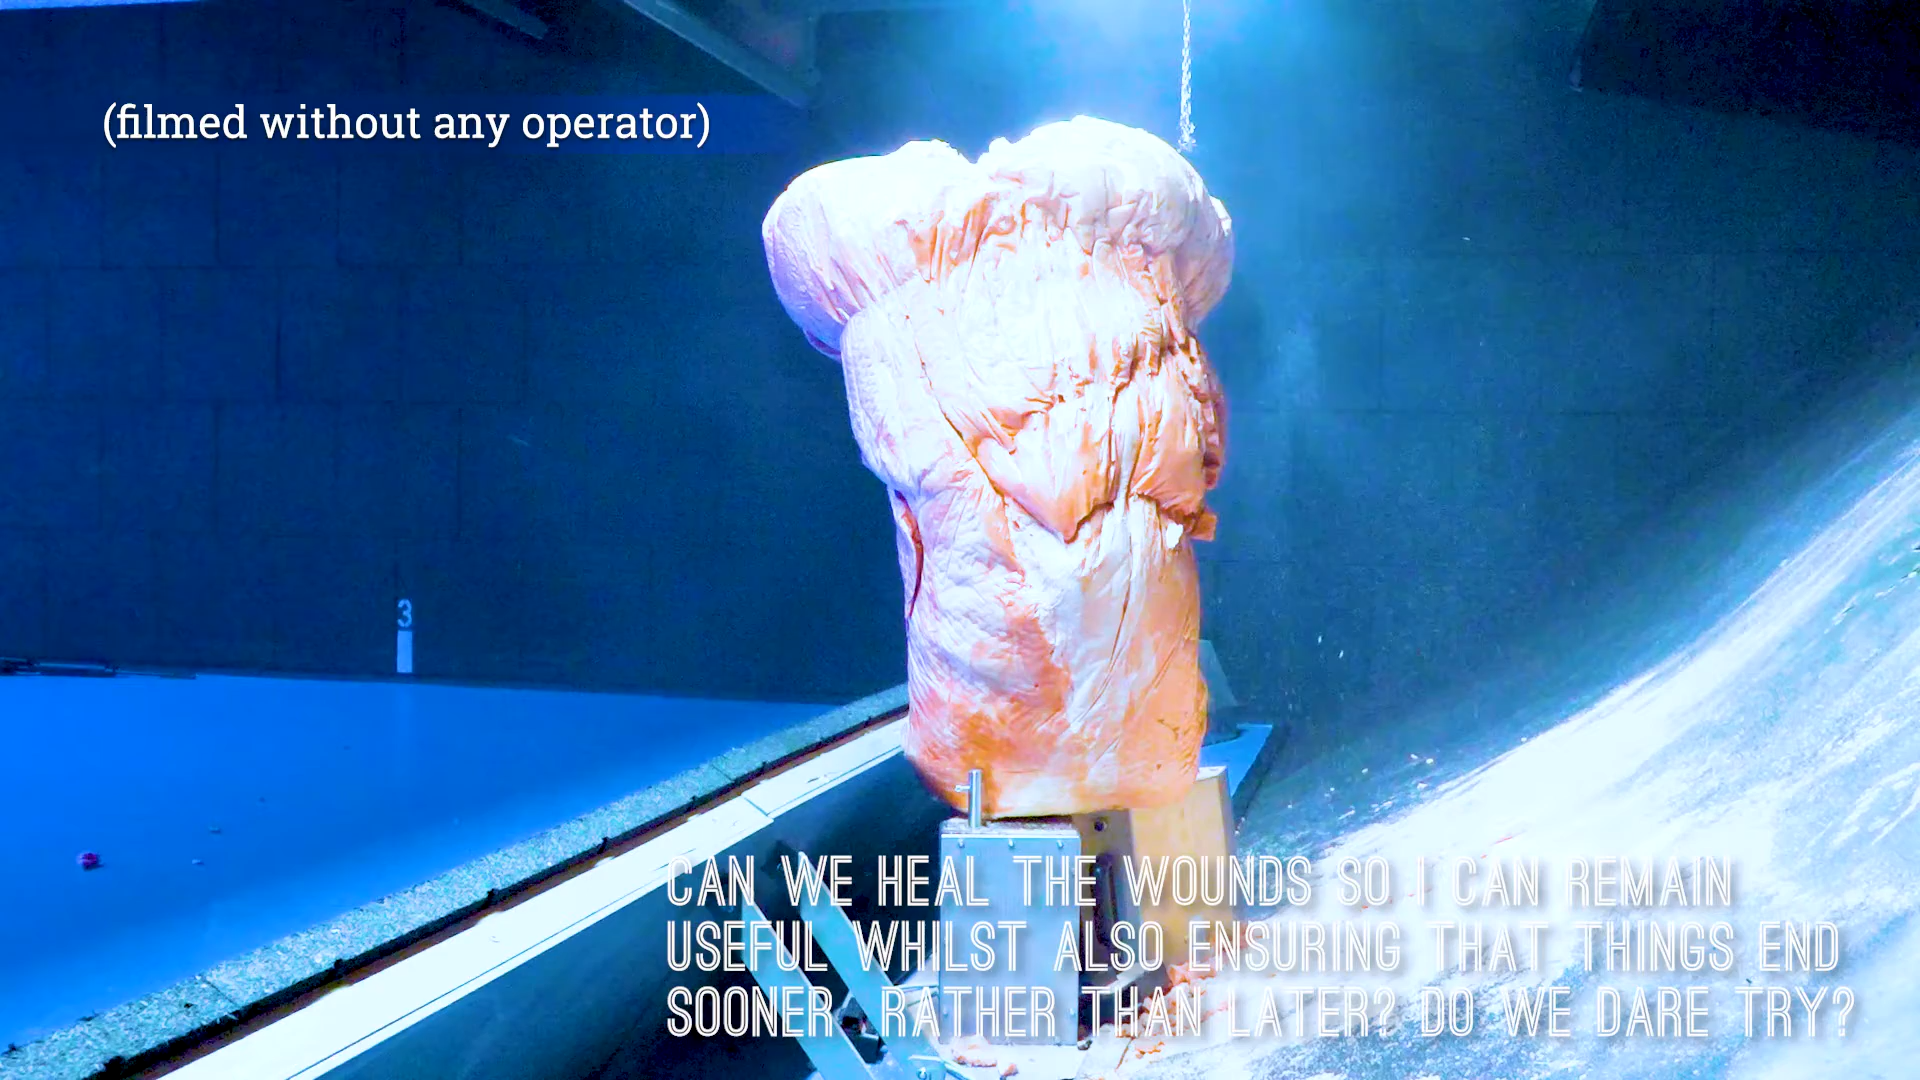 (filmed without any operator)
3
CAN WE HEAL THE WOUNDS SO I CAN REMAIN
USEFUL WHILST ALSO ENSURING THAT THINGS END
SOONER, RATHER THAN LATER? DO WE DARE TRY?